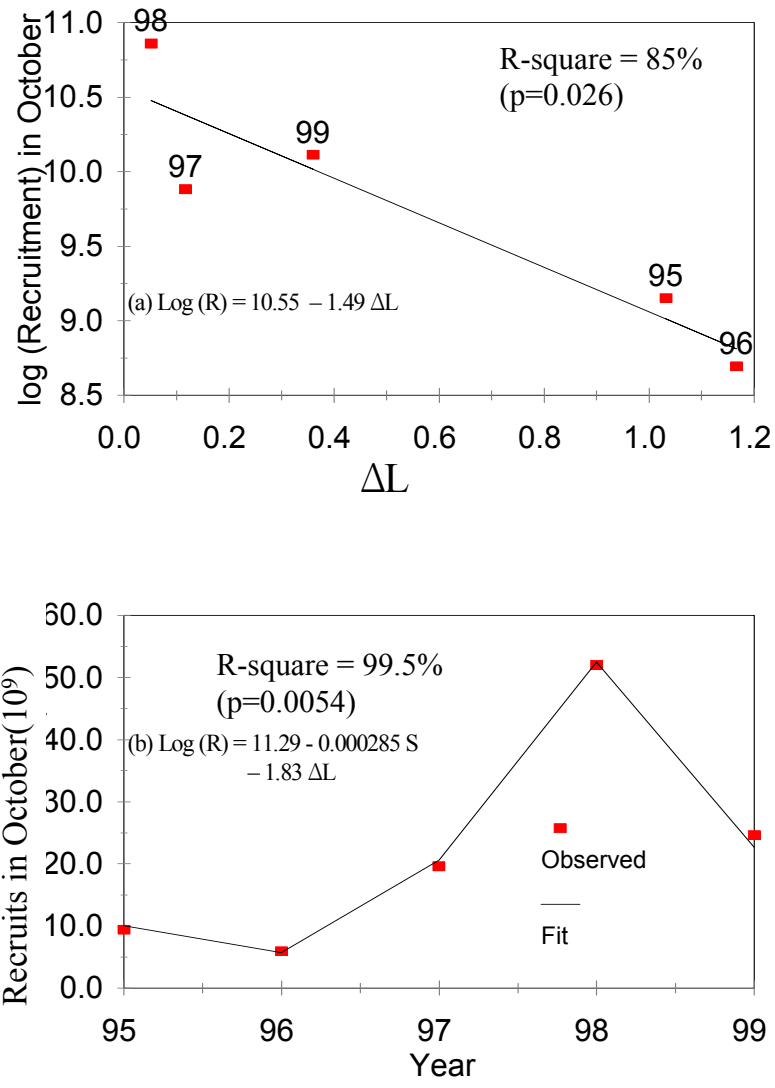 log (Recruitment) in October
11.0
10.5
10.0
9.5
9.0
8.5
98
97
99
95
96
R-square = 85%
(p=0.026)
(a) Log (R) = 10.55 – 1.49 ΔL
0.0 0.2 0.4 0.6 0.8 1.0 1.2
ΔL
Recruits in October(10⁹)
60.0
50.0
40.0
30.0
20.0
10.0
0.0
R-square = 99.5%
(p=0.0054)
(b) Log (R) = 11.29 - 0.000285 S
– 1.83 ΔL
Observed
Fit
95 96 97 98 99
Year